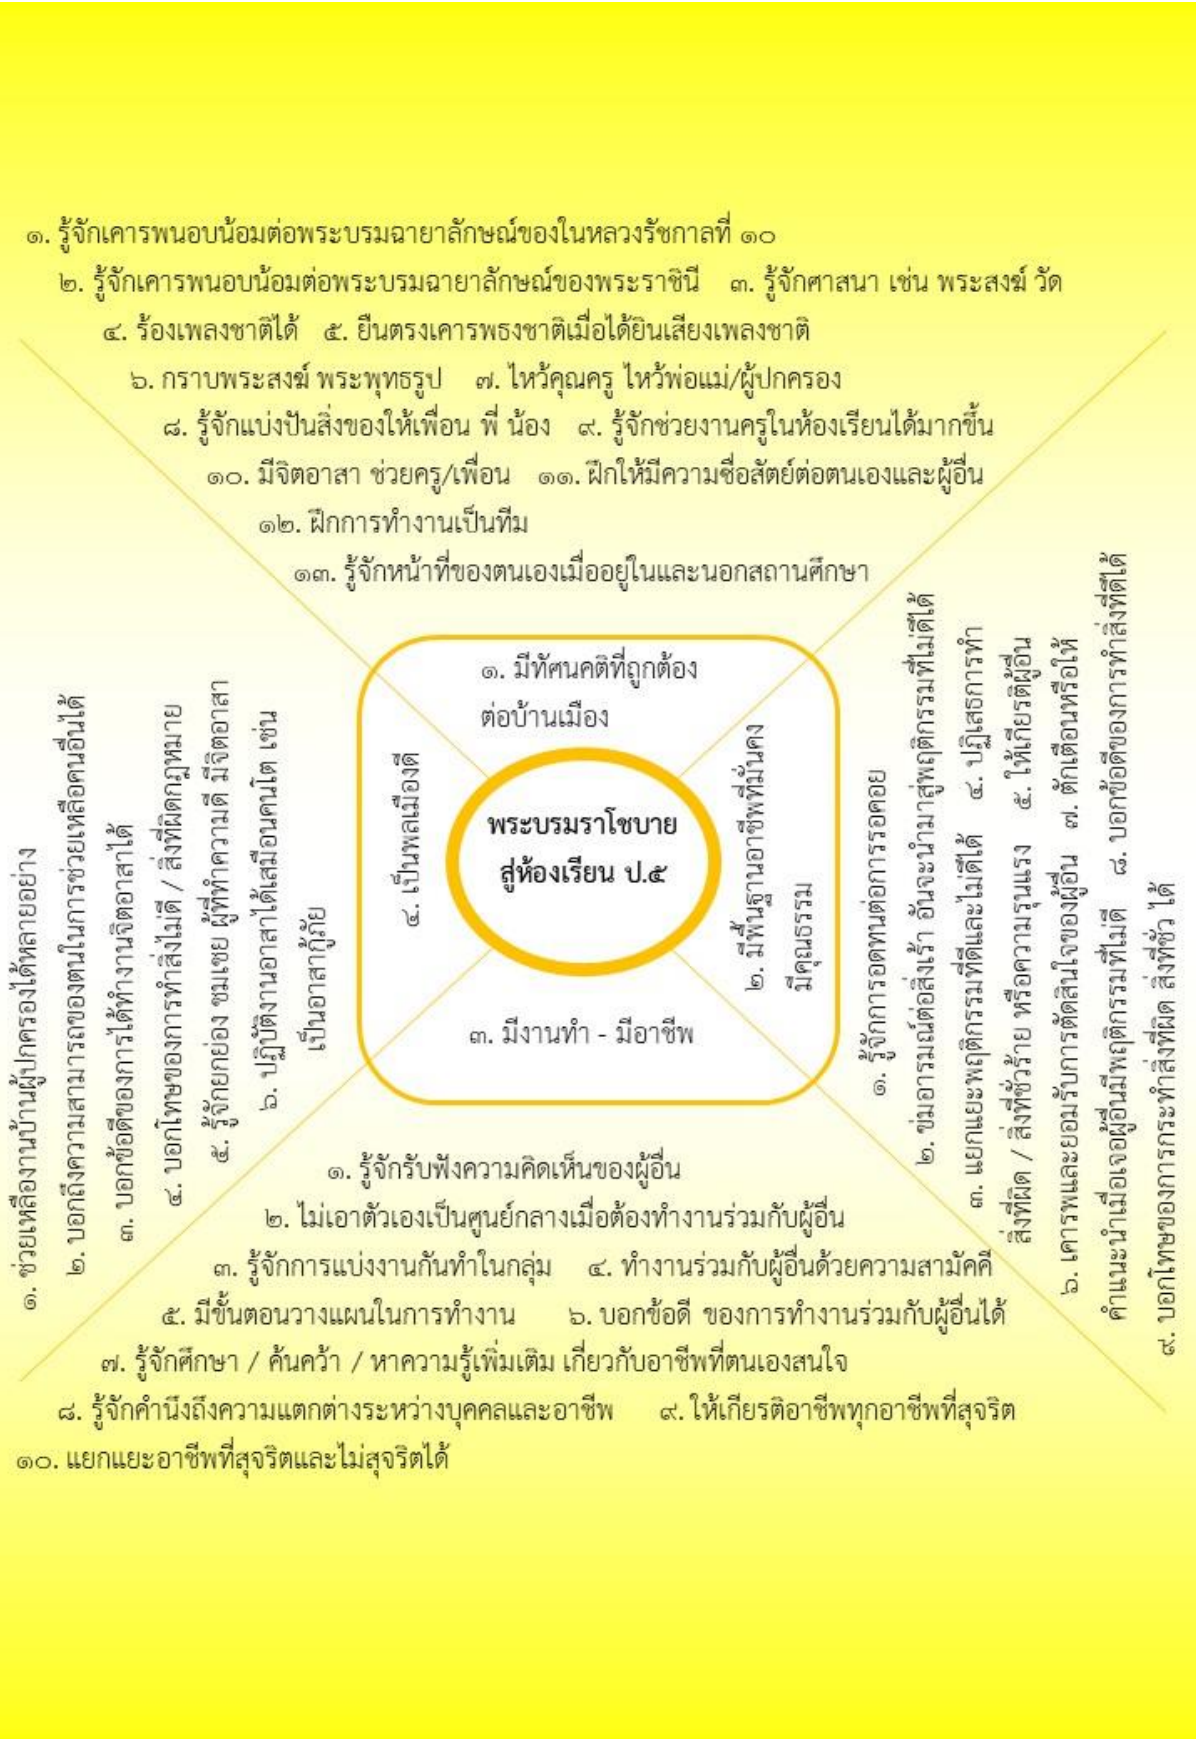 ๑. รู้จักเคารพนอบน้อมต่อพระบรมฉายาลักษณ์ของในหลวงรัชกาลที่ ๑๐
๒. รู้จักเคารพนอบน้อมต่อพระบรมฉายาลักษณ์ของพระราชินี ๓. รู้จักศาสนา เช่น พระสงฆ์ วัด
๔. ร้องเพลงชาติได้ ๕. ยืนตรงเคารพธงชาติเมื่อได้ยินเสียงเพลงชาติ
๖. กราบพระสงฆ์ พระพุทธรูป ๗. ไหว้คุณครู ไหว้พ่อแม่/ผู้ปกครอง
๘. รู้จักแบ่งปันสิ่งของให้เพื่อน พี่ น้อง ๙. รู้จักช่วยงานครูในห้องเรียนได้มากขึ้น
๑๐. มีจิตอาสา ช่วยครู/เพื่อน ๑๑. ฝึกให้มีความซื่อสัตย์ต่อตนเองและผู้อื่น
๑๒. ฝึกการทำงานเป็นทีม
๑๓. รู้จักหน้าที่ของตนเองเมื่ออยู่ในและนอกสถานศึกษา
๑. มีทัศนคติที่ถูกต้อง
ต่อบ้านเมือง
๒. มีพื้นฐานอาชีพที่มั่นคง
มีคุณธรรม
๓. มีงานทำ - มีอาชีพ
๔. เป็นพลเมืองดี
พระบรมราโชบาย
สู่ห้องเรียน ป.๕
๑. รู้จักการอดทนต่อการรอคอย
๒. ข่มอารมณ์ต่อสิ่งเร้า อันจะนำมาสู่พฤติกรรมที่ไม่ดีได้
๓. แยกแยะพฤติกรรมที่ดีและไม่ดีได้ ๔. ปฏิเสธการทำ
สิ่งที่ผิด / สิ่งที่ชั่วร้าย หรือความรุนแรง ๕. ให้เกียรติผู้อื่น
๖. เคารพและยอมรับการตัดสินใจของผู้อื่น ๗. ตักเตือนหรือให้
คำแนะนำเมื่อเจอผู้อื่นมีพฤติกรรมที่ไม่ดี ๘. บอกข้อดีของการทำสิ่งที่ดีได้
๙. บอกโทษของการกระทำสิ่งที่ผิด สิ่งที่ชั่ว ได้
๑. รู้จักรับฟังความคิดเห็นของผู้อื่น
๒. ไม่เอาตัวเองเป็นศูนย์กลางเมื่อต้องทำงานร่วมกับผู้อื่น
๓. รู้จักการแบ่งงานกันทำในกลุ่ม ๔. ทำงานร่วมกับผู้อื่นด้วยความสามัคคี
๕. มีขั้นตอนวางแผนในการทำงาน ๖. บอกข้อดี ของการทำงานร่วมกับผู้อื่นได้
๗. รู้จักศึกษา / ค้นคว้า / หาความรู้เพิ่มเติม เกี่ยวกับอาชีพที่ตนเองสนใจ
๘. รู้จักคำนึงถึงความแตกต่างระหว่างบุคคลและอาชีพ ๙. ให้เกียรติอาชีพทุกอาชีพที่สุจริต
๑๐. แยกแยะอาชีพที่สุจริตและไม่สุจริตได้
๑. ช่วยเหลืองานบ้านผู้ปกครองได้หลายอย่าง
๒. บอกถึงความสามารถของตนในการช่วยเหลือคนอื่นได้
๓. บอกข้อดีของการได้ทำงานจิตอาสาได้
๔. บอกโทษของการทำสิ่งไม่ดี / สิ่งที่ผิดกฎหมาย
๕. รู้จักยกย่อง ชมเชย ผู้ที่ทำความดี มีจิตอาสา
๖. ปฏิบัติงานอาสาได้เสมือนคนโต เช่น
เป็นอาสากู้ภัย